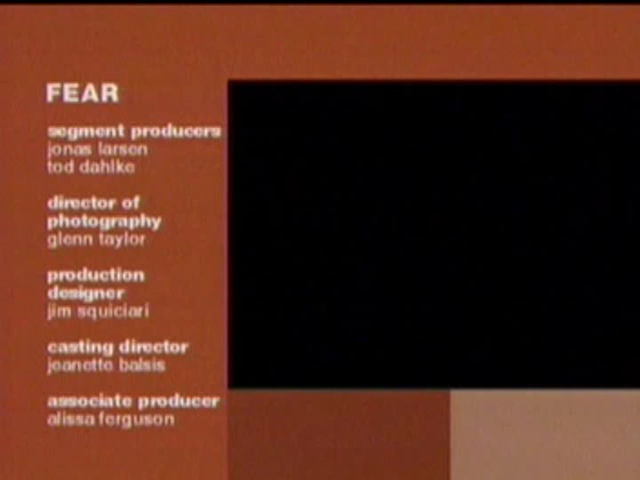 FEAR
segment producers
jonas larsen
tod dahlke
director of
photography
glenn taylor
production
designer
jim squiciari
casting director
jeanette balsis
associate producer
alissa ferguson